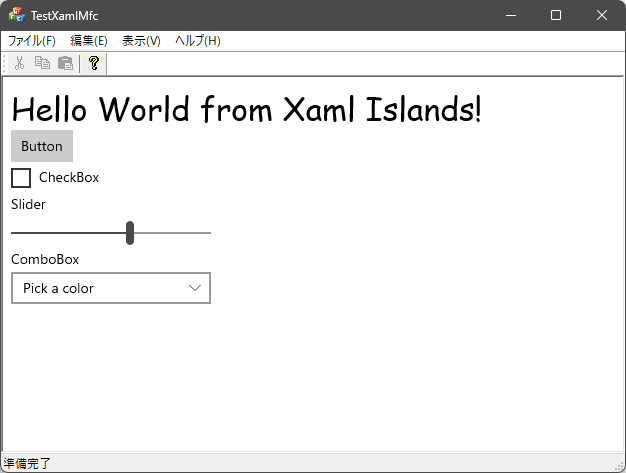 TestXamlMfc
ファイル(F) 編集(E) 表示(V) ヘルプ(H)
Hello World from Xaml Islands!
Button
CheckBox
Slider
ComboBox
Pick a color
準備完了